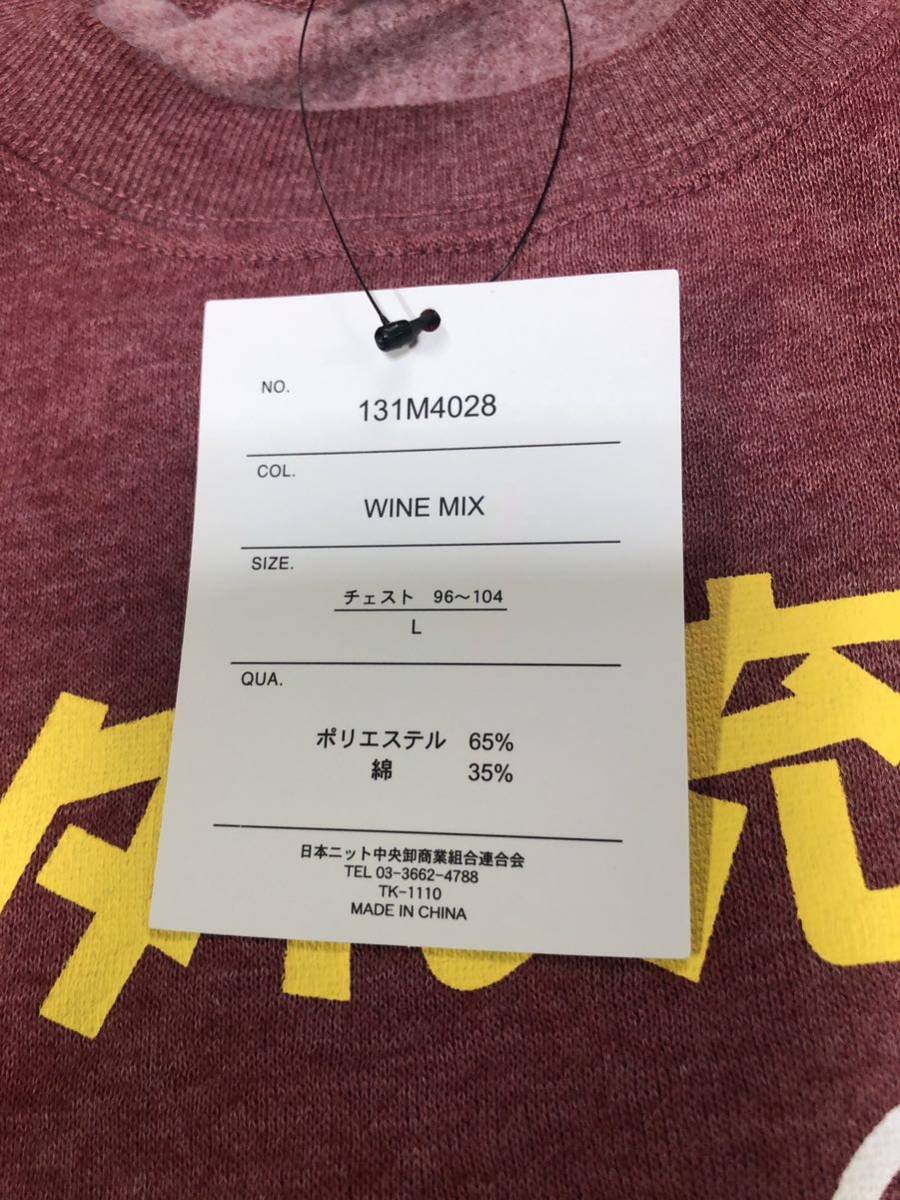 NO.
131M4028
COL.
WINE MIX
SIZE.
チェスト 96～104
L
QUA.
ポリエステル 65%
綿 35%
日本ニット中央卸商業組合連合会
TEL 03-3662-4788
TK-1110
MADE IN CHINA